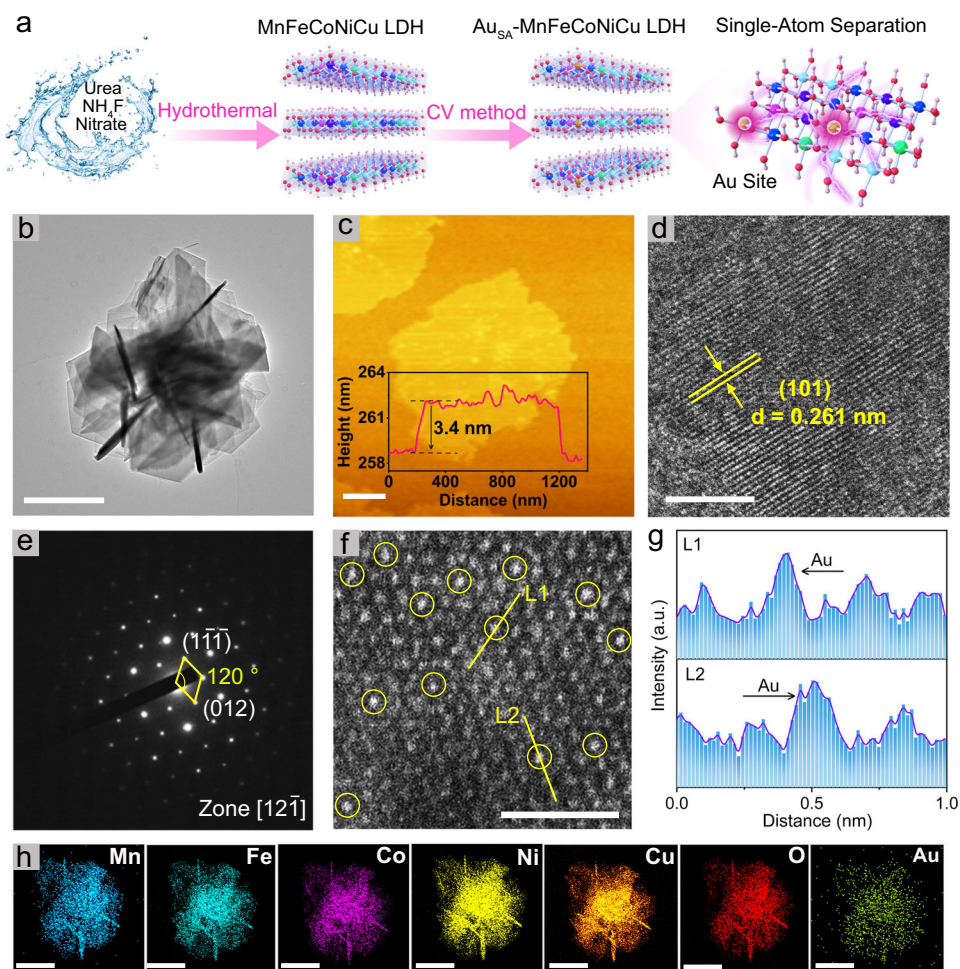 a
MnFeCoNiCu LDH
Au_SA-MnFeCoNiCu LDH
Single-Atom Separation
Urea
NH₄F
Nitrate
Hydrothermal
CV method
Au Site
b
c
264
261
258
Height (nm)
3.4 nm
0
400
800
1200
Distance (nm)
d
(101)
d = 0.261 nm
e
(11̅1̅)
120 °
(012)
Zone [121̅]
f
L1
L2
g
L1
Au
L2
Au
Intensity (a.u.)
0.0
0.5
1.0
Distance (nm)
h
Mn
Fe
Co
Ni
Cu
O
Au